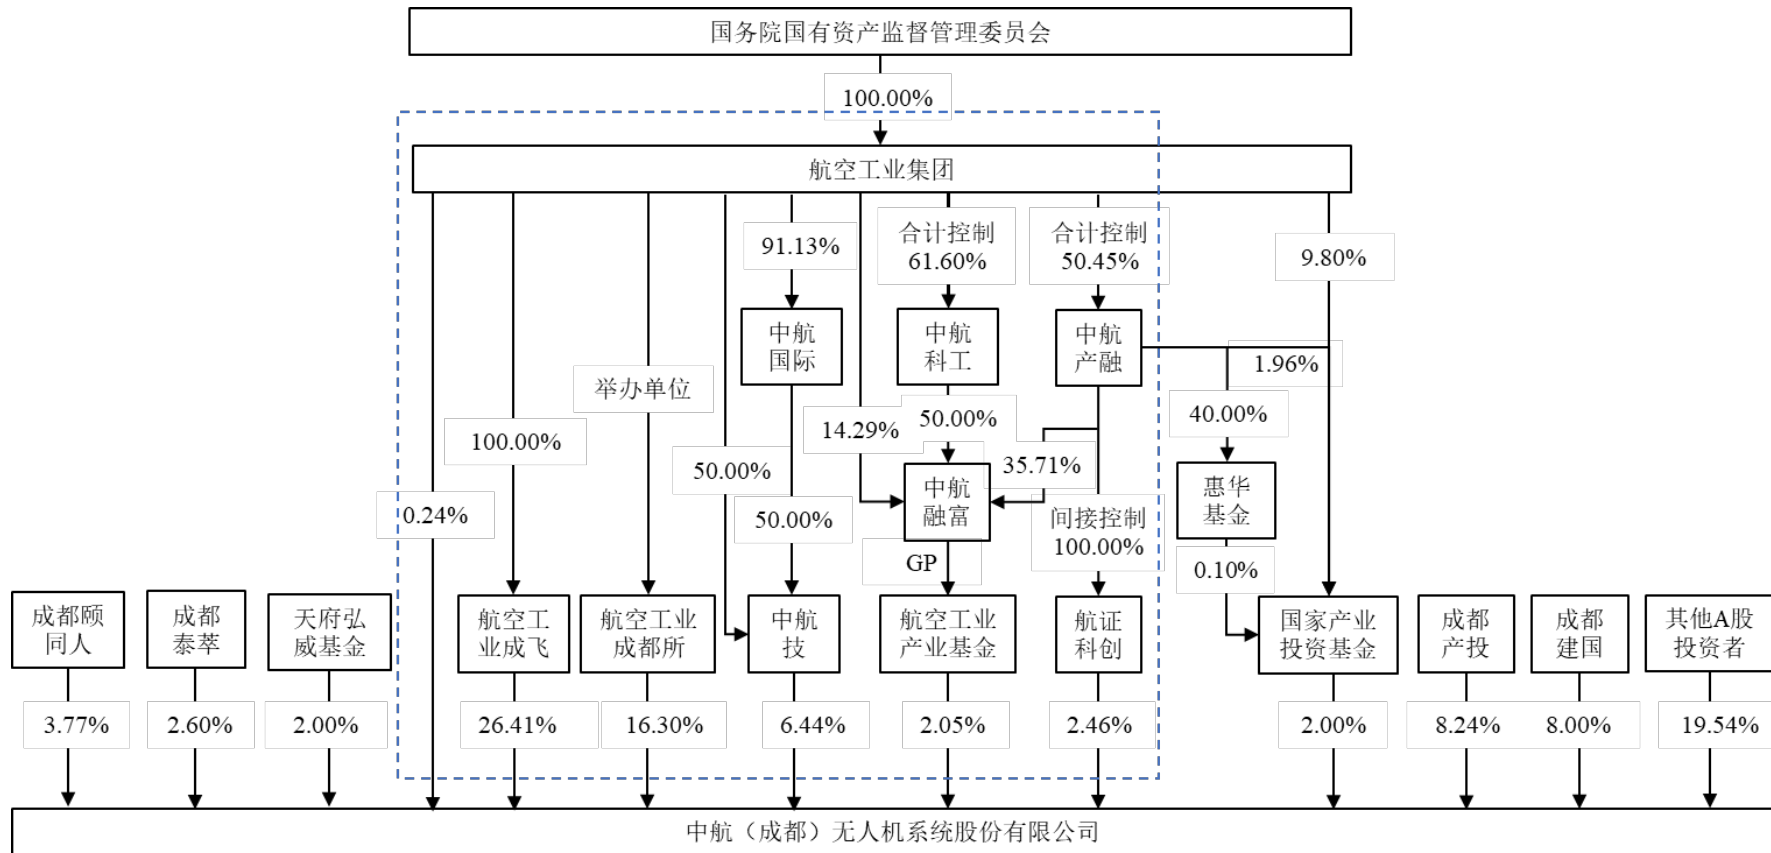 国务院国有资产监督管理委员会
100.00%
航空工业集团
91.13%
合计控制
61.60%
合计控制
50.45%
9.80%
中航
国际
中航
科工
中航
产融
1.96%
举办单位
14.29%
50.00%
40.00%
100.00%
50.00%
35.71%
0.24%
50.00%
中航
融富
间接控制
100.00%
惠华
基金
GP
0.10%
成都颐
同人
成都
泰萃
天府弘
威基金
航空工
业成飞
航空工业
成都所
中航
技
航空工业
产业基金
航证
科创
国家产业
投资基金
成都
产投
成都
建国
其他A股
投资者
3.77%
2.60%
2.00%
26.41%
16.30%
6.44%
2.05%
2.46%
2.00%
8.24%
8.00%
19.54%
中航（成都）无人机系统股份有限公司